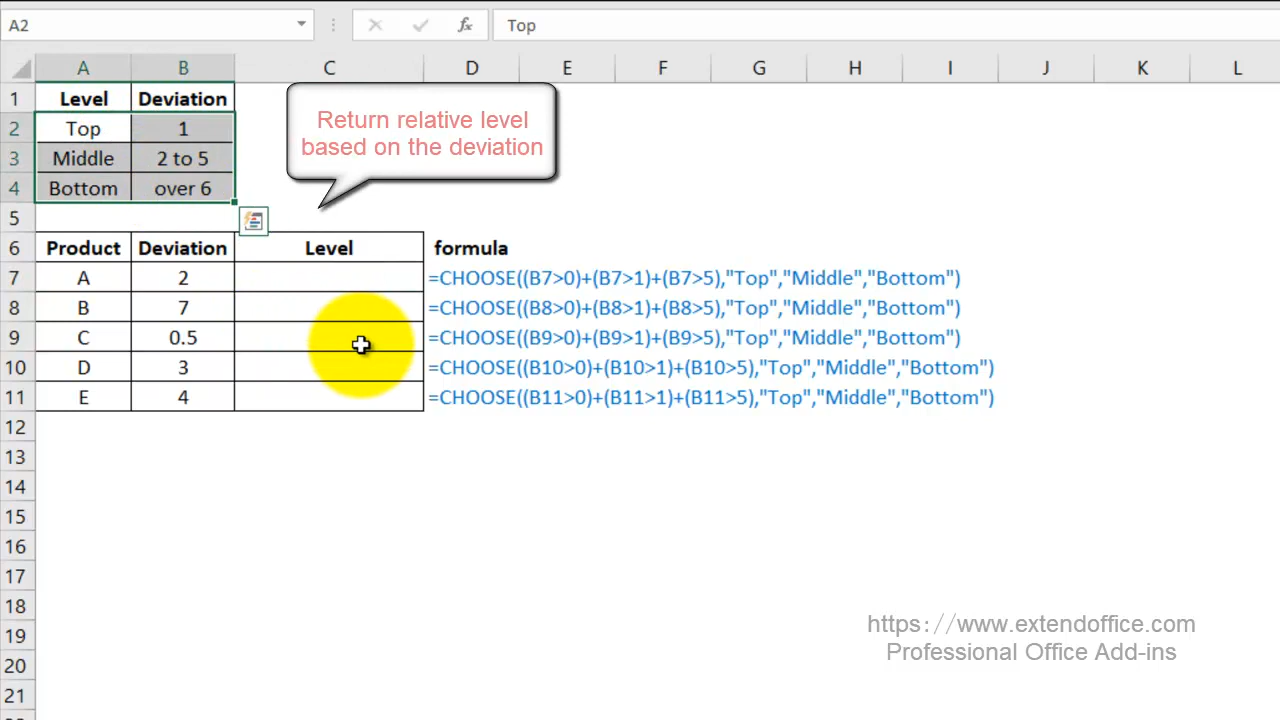 A2 fx Top
A B C D E F G H I J K L
1 Level Deviation
2 Top 1
3 Middle 2 to 5
4 Bottom over 6
Return relative level
based on the deviation
5
6 Product Deviation Level formula
7 A 2 =CHOOSE((B7>0)+(B7>1)+(B7>5),"Top","Middle","Bottom")
8 B 7 =CHOOSE((B8>0)+(B8>1)+(B8>5),"Top","Middle","Bottom")
9 C 0.5 =CHOOSE((B9>0)+(B9>1)+(B9>5),"Top","Middle","Bottom")
10 D 3 =CHOOSE((B10>0)+(B10>1)+(B10>5),"Top","Middle","Bottom")
11 E 4 =CHOOSE((B11>0)+(B11>1)+(B11>5),"Top","Middle","Bottom")
12
13
14
15
16
17
18
19
20
21
https://www.extendoffice.com
Professional Office Add-ins